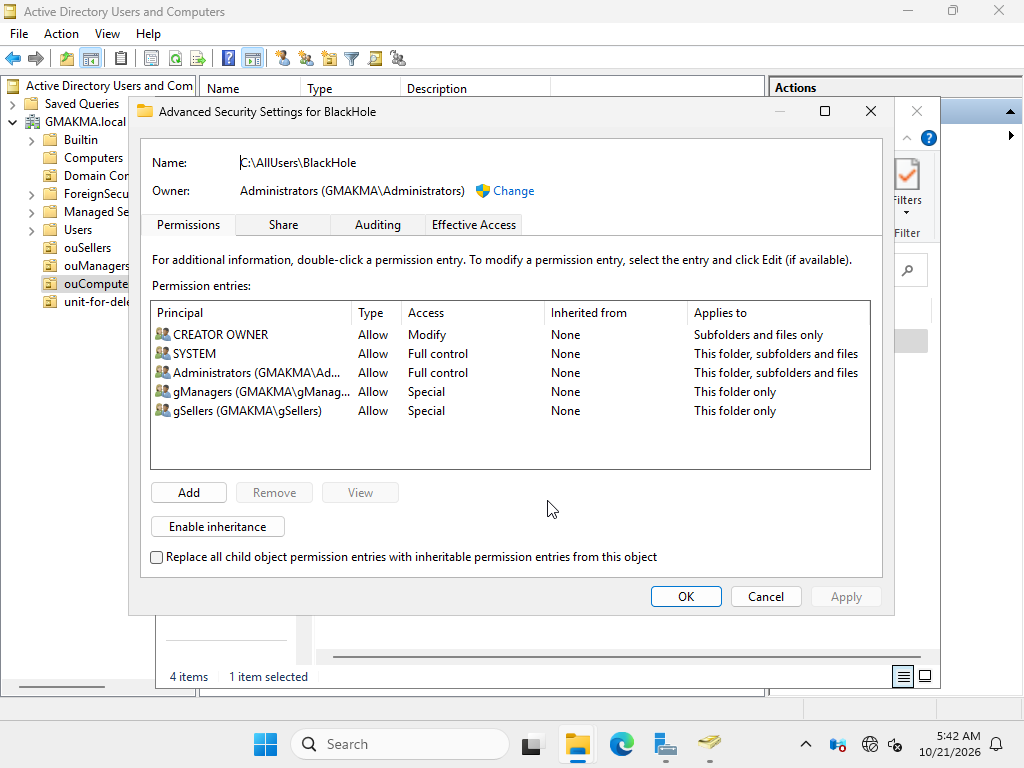 Active Directory Users and Computers
File Action View Help
Active Directory Users and Com
Name Type Description
Actions
Saved Queries
GMAKMA.local
Builtin
Computers
Domain Cor
ForeignSecu
Managed Se
Users
ouSellers
ouManagers
ouCompute
unit-for-dele
Advanced Security Settings for BlackHole
Name: C:\AllUsers\BlackHole
Owner: Administrators (GMAKMA\Administrators) Change
Permissions Share Auditing Effective Access
For additional information, double-click a permission entry. To modify a permission entry, select the entry and click Edit (if available).
Permission entries:
Principal Type Access Inherited from Applies to
CREATOR OWNER Allow Modify None Subfolders and files only
SYSTEM Allow Full control None This folder, subfolders and files
Administrators (GMAKMA\Ad... Allow Full control None This folder, subfolders and files
gManagers (GMAKMA\gManag... Allow Special None This folder only
gSellers (GMAKMA\gSellers) Allow Special None This folder only
Add Remove View
Enable inheritance
Replace all child object permission entries with inheritable permission entries from this object
OK Cancel Apply
Filters
Filter
4 items 1 item selected
Search
5:42 AM
10/21/2026